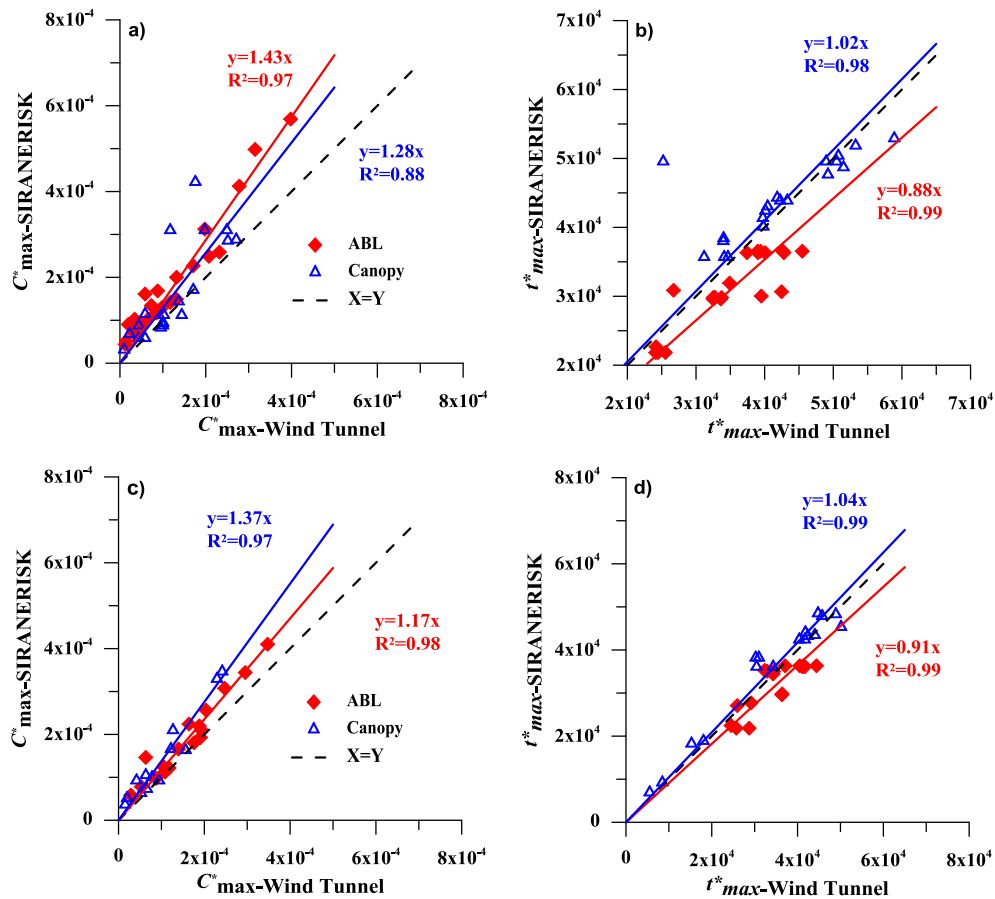 a)
8x10⁻⁴
6x10⁻⁴
4x10⁻⁴
2x10⁻⁴
0
C*max-SIRANERISK
y=1.43x
R²=0.97
y=1.28x
R²=0.88
ABL
Canopy
X=Y
0 2x10⁻⁴ 4x10⁻⁴ 6x10⁻⁴ 8x10⁻⁴
C*max-Wind Tunnel
b)
7x10⁴
6x10⁴
5x10⁴
4x10⁴
3x10⁴
2x10⁴
t*max-SIRANERISK
y=1.02x
R²=0.98
y=0.88x
R²=0.99
2x10⁴ 3x10⁴ 4x10⁴ 5x10⁴ 6x10⁴ 7x10⁴
t*max-Wind Tunnel
c)
8x10⁻⁴
6x10⁻⁴
4x10⁻⁴
2x10⁻⁴
0
C*max-SIRANERISK
y=1.37x
R²=0.97
y=1.17x
R²=0.98
ABL
Canopy
X=Y
0 2x10⁻⁴ 4x10⁻⁴ 6x10⁻⁴ 8x10⁻⁴
C*max-Wind Tunnel
d)
8x10⁴
6x10⁴
4x10⁴
2x10⁴
0
t*max-SIRANERISK
y=1.04x
R²=0.99
y=0.91x
R²=0.99
0 2x10⁴ 4x10⁴ 6x10⁴ 8x10⁴
t*max-Wind Tunnel